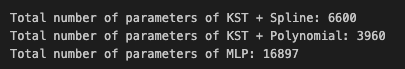 Total number of parameters of KST + Spline: 6600
Total number of parameters of KST + Polynomial: 3960
Total number of parameters of MLP: 16897